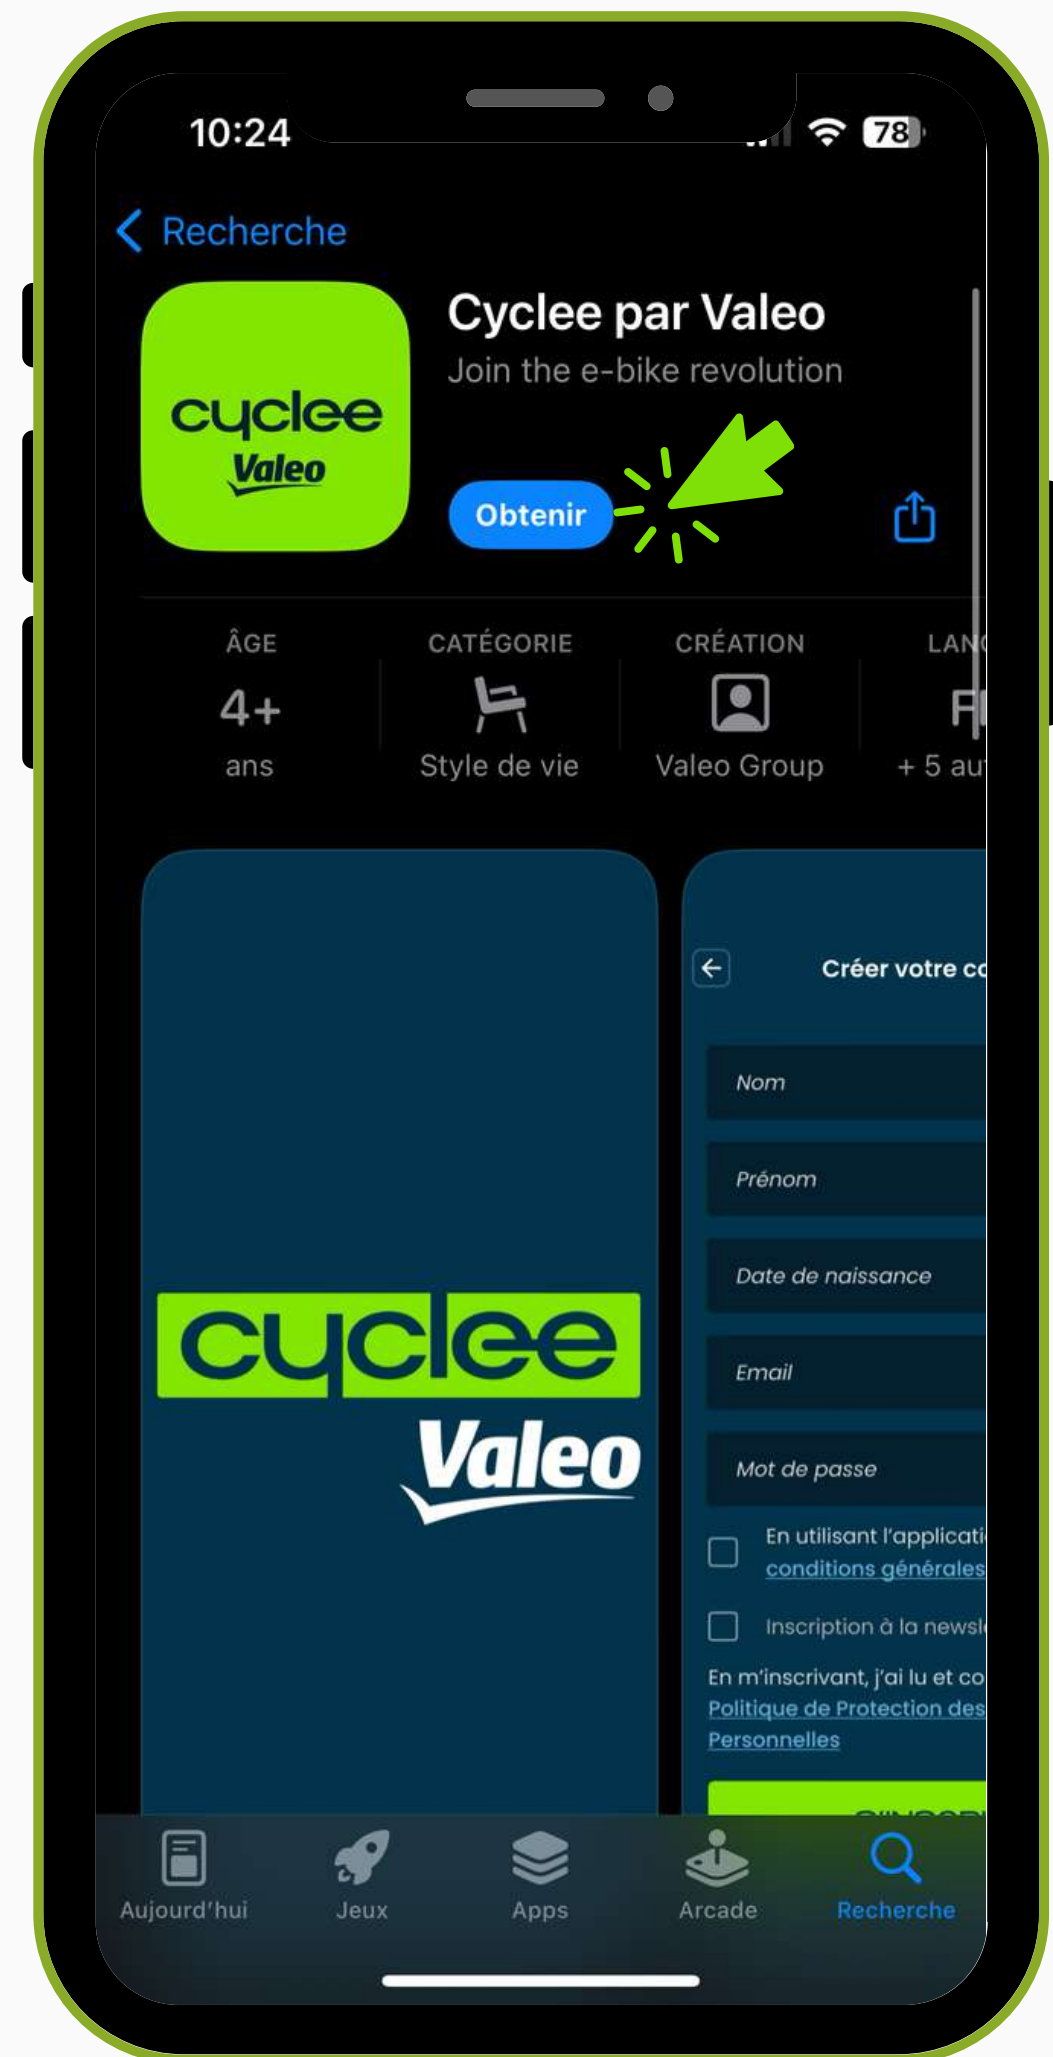 10:24
78
Recherche
Cyclee par Valeo
Join the e-bike revolution
cyclee
Valeo
Obtenir
ÂGE
CATÉGORIE
CRÉATION
4+
ans
Style de vie
Valeo Group
+ 5
Créer votre
Nom
Prénom
Date de naissance
Email
Mot de passe
En utilisant
conditions générales
Inscription à la
En m'inscrivant, j'ai lu et
Politique de Protection des
Personnelles
cyclee
Valeo
Aujourd'hui
Jeux
Apps
Arcade
Recherche